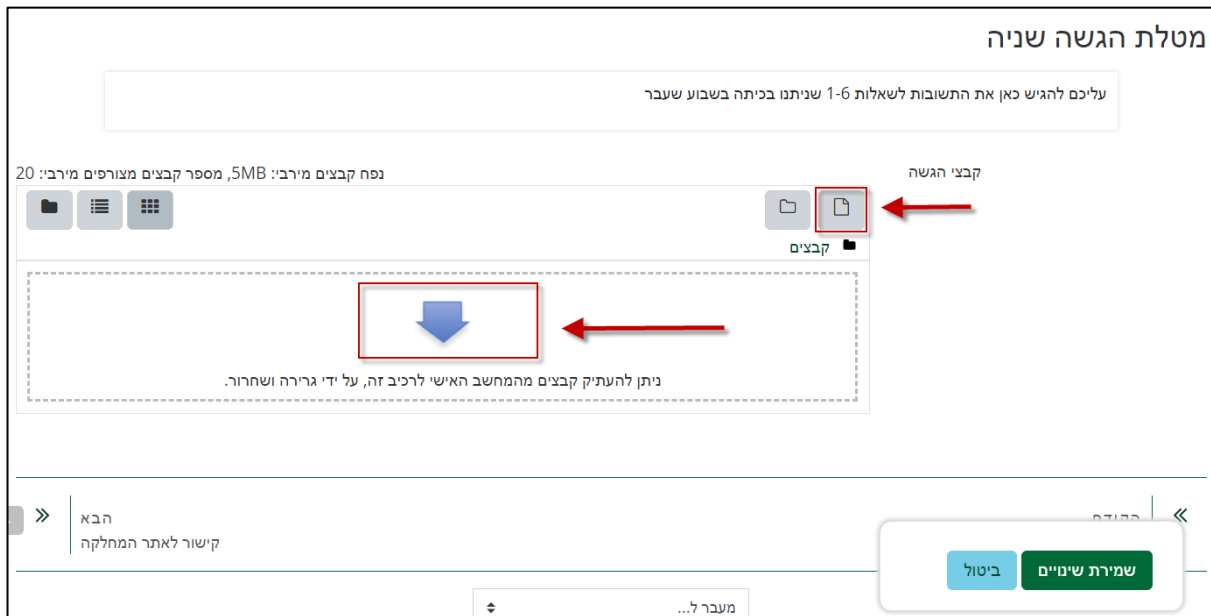 מטלת הגשה שניה
עליכם להגיש כאן את התשובות לשאלות 1-6 שניתנו בכיתה בשבוע שעבר
קבצי הגשה
נפח קבצים מירבי: 5MB, מספר קבצים מצורפים מירבי: 20
קבצים
ניתן להעתיק קבצים מהמחשב האישי לרכיב זה, על ידי גרירה ושחרור.
הקודם
הבא
קישור לאתר המחלקה
שמירת שינויים
ביטול
מעבר ל...